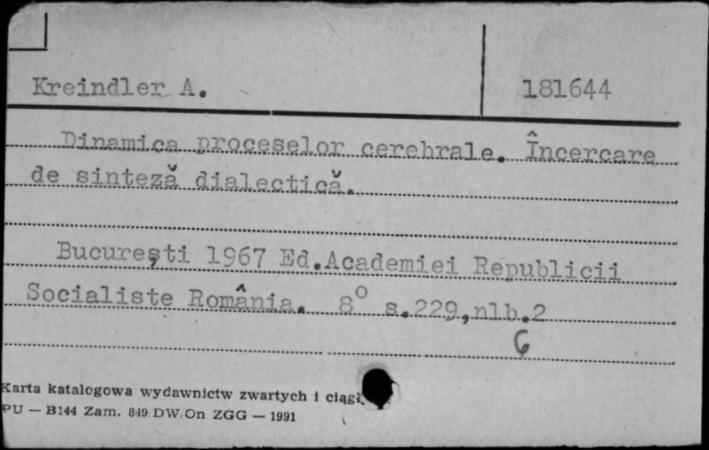 Kreindler A.
181644
Dinamica proceselor cerebrale. Încercare
de sinteză dialectică.
București 1967 Ed.Academiei Republicii
Socialiste România. 8° s.229,nlb.2
6
Karta katalogowa wydawnictw zwartych i ciągł
PU — B144 Zam. 849 DW.On ZGG — 1991